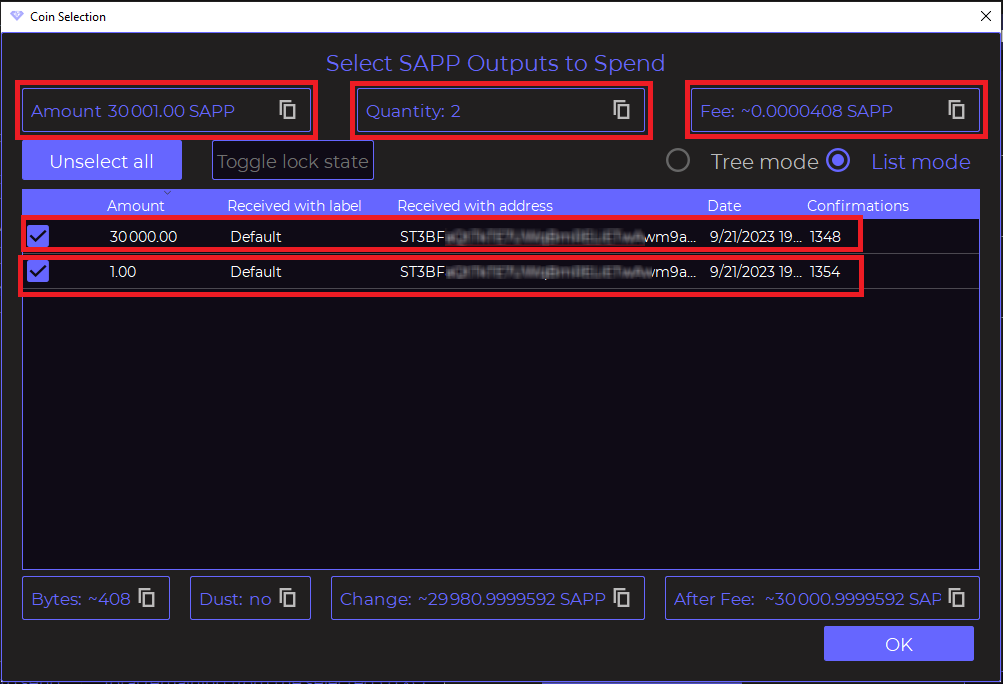 Coin Selection
Select SAPP Outputs to Spend
Amount 30 001.00 SAPP Quantity: 2 Fee: ~0.0000408 SAPP
Unselect all Toggle lock state Tree mode List mode
Amount Received with label Received with address Date Confirmations
30 000.00 Default ST3BF wm9a... 9/21/2023 19... 1348
1.00 Default ST3BF wm9a... 9/21/2023 19... 1354
Bytes: ~408 Dust: no Change: ~29 980.9999592 SAPP After Fee: ~30 000.9999592 SAP
OK